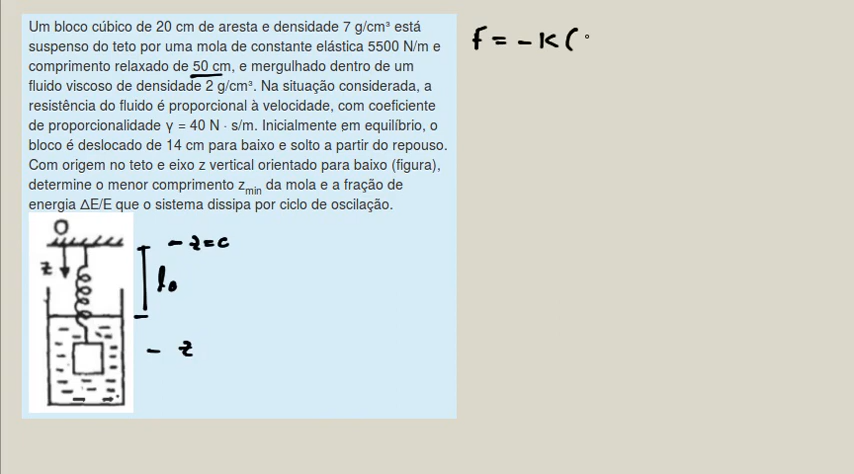 Um bloco cúbico de 20 cm de aresta e densidade 7 g/cm³ está
suspenso do teto por uma mola de constante elástica 5500 N/m e
comprimento relaxado de 50 cm, e mergulhado dentro de um
fluido viscoso de densidade 2 g/cm³. Na situação considerada, a
resistência do fluido é proporcional à velocidade, com coeficiente
de proporcionalidade γ = 40 N · s/m. Inicialmente em equilíbrio, o
bloco é deslocado de 14 cm para baixo e solto a partir do repouso.
Com origem no teto e eixo z vertical orientado para baixo (figura),
determine o menor comprimento zmin da mola e a fração de
energia ΔE/E que o sistema dissipa por ciclo de oscilação.
O
z
- z=c
l₀
- z
F = - K (